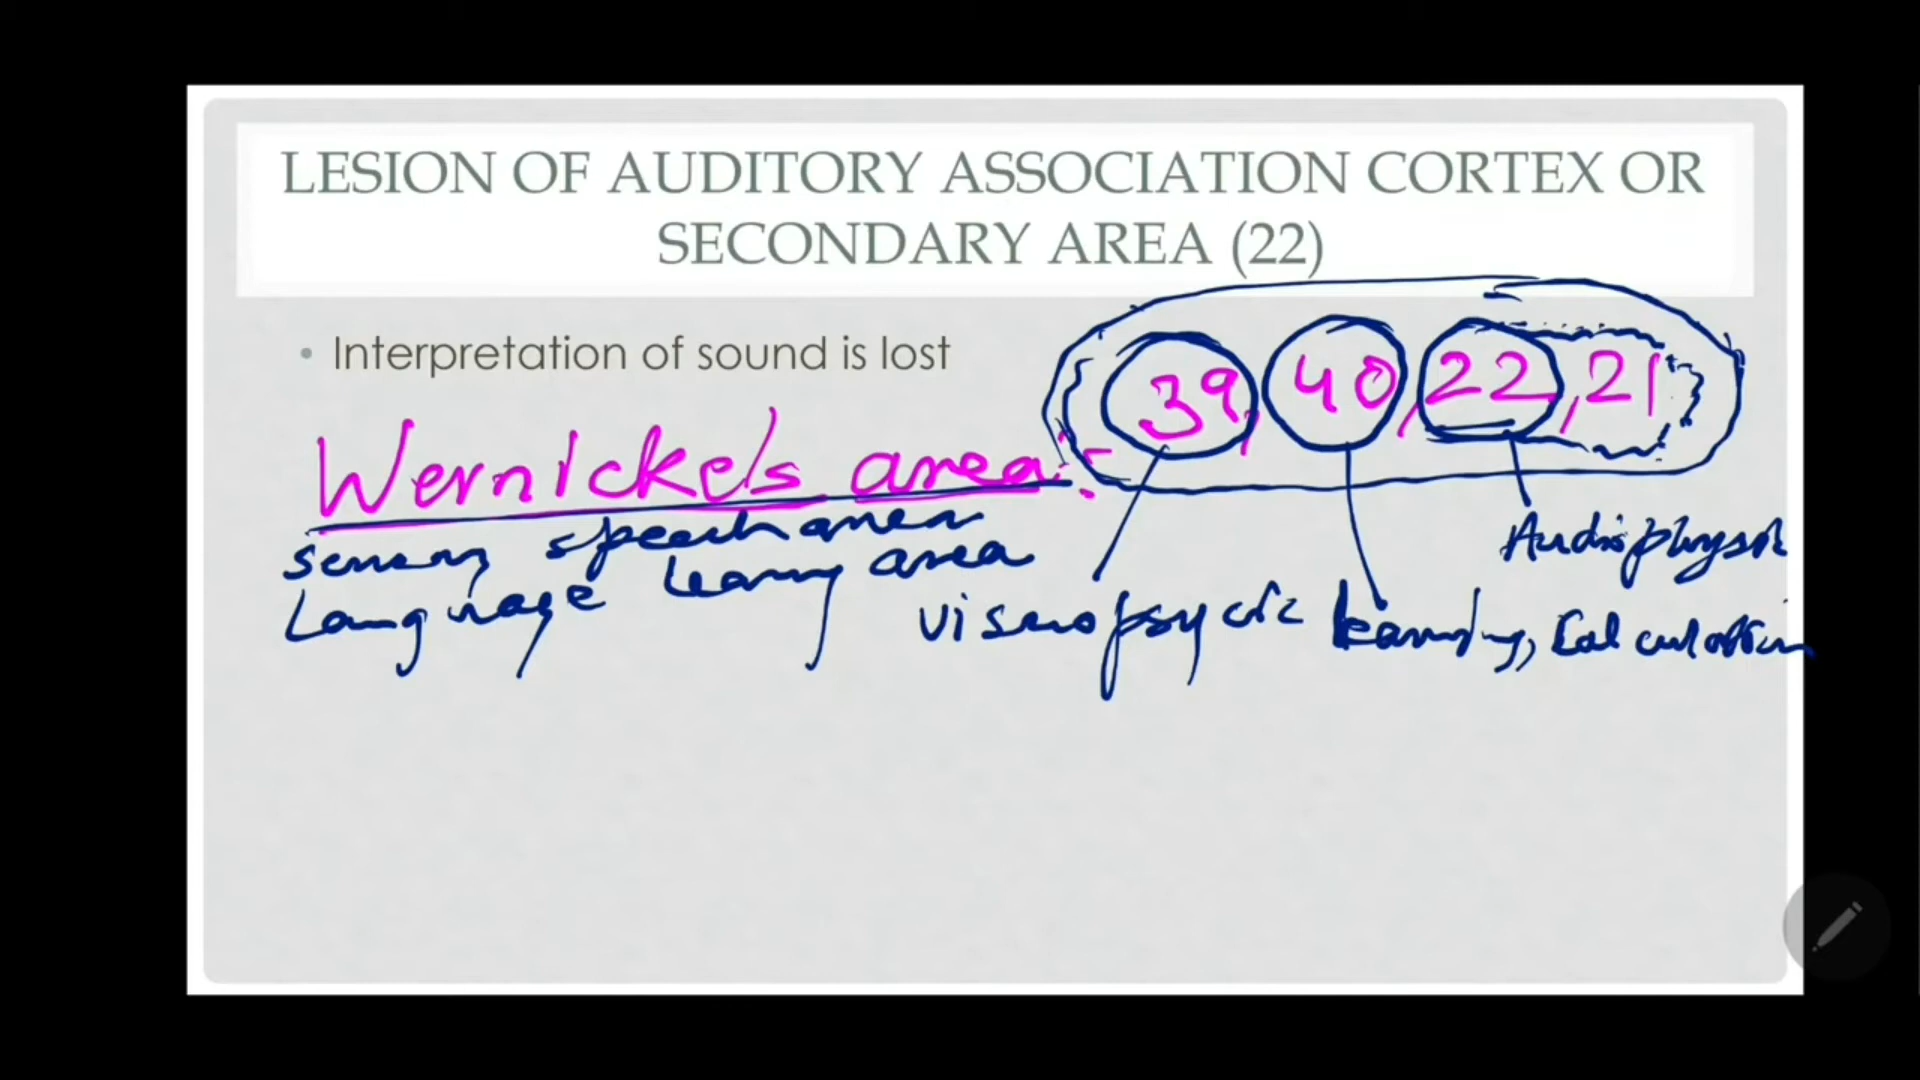 LESION OF AUDITORY ASSOCIATION CORTEX OR
SECONDARY AREA (22)
• Interpretation of sound is lost
39, 40, 22, 21
Wernicke's area:
sensory speech area
Language learning area
Visuopsychic
learning, Calculation